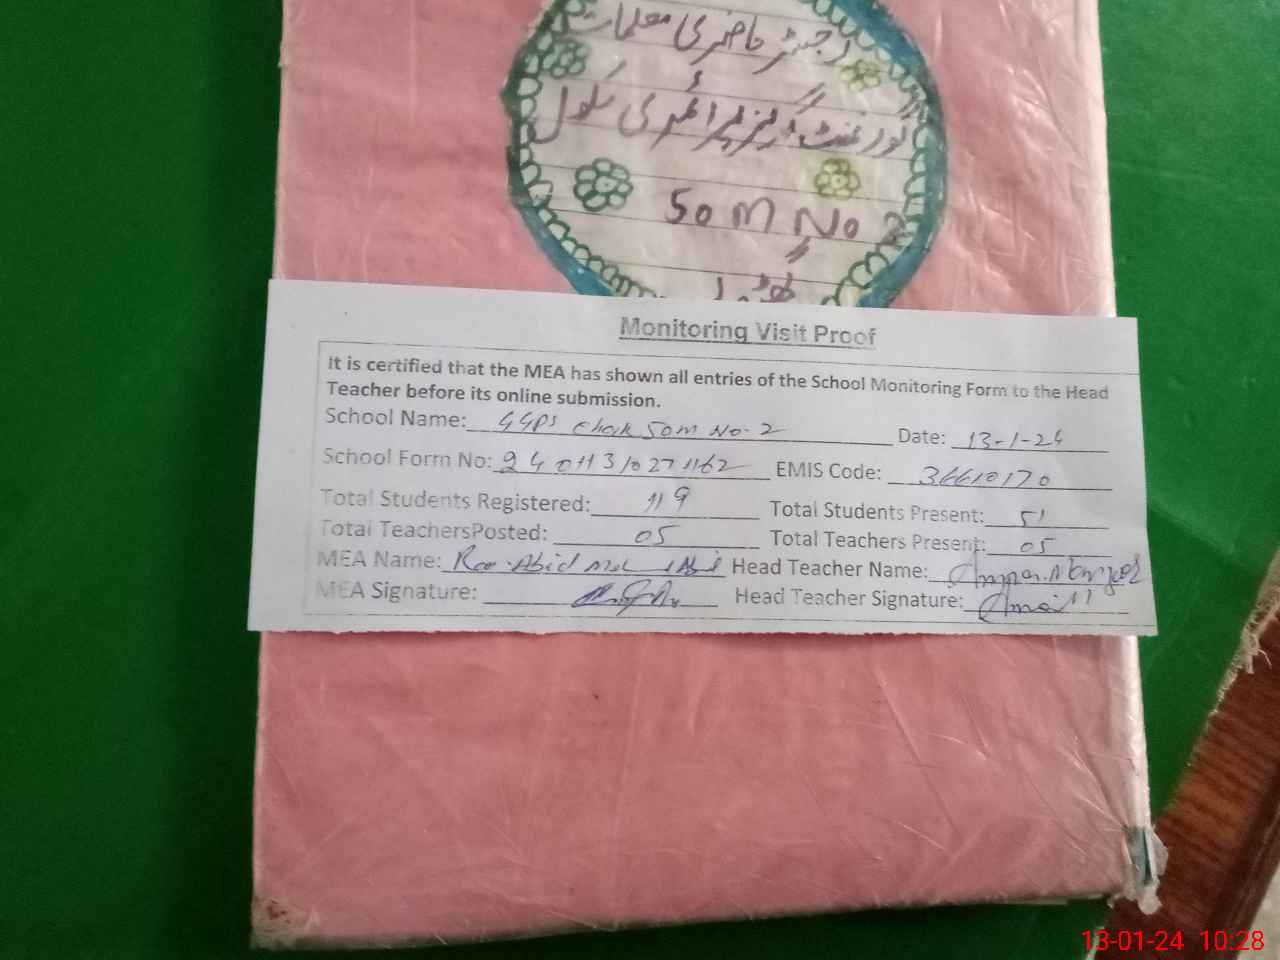 رجسٹر حاضری معلمات
گورنمنٹ گرلز پرائمری سکول
50 M No 2
Monitoring Visit Proof
It is certified that the MEA has shown all entries of the School Monitoring Form to the Head
Teacher before its online submission.
School Name: GGPS Chak 50M No-2 Date: 13-1-24
School Form No: EMIS Code: 36610170
Total Students Registered: 119 Total Students Present: 51
Total TeachersPosted: 05 Total Teachers Present: 05
MEA Name: Rao Abid Head Teacher Name:
MEA Signature: Head Teacher Signature:
13-01-24 10:28